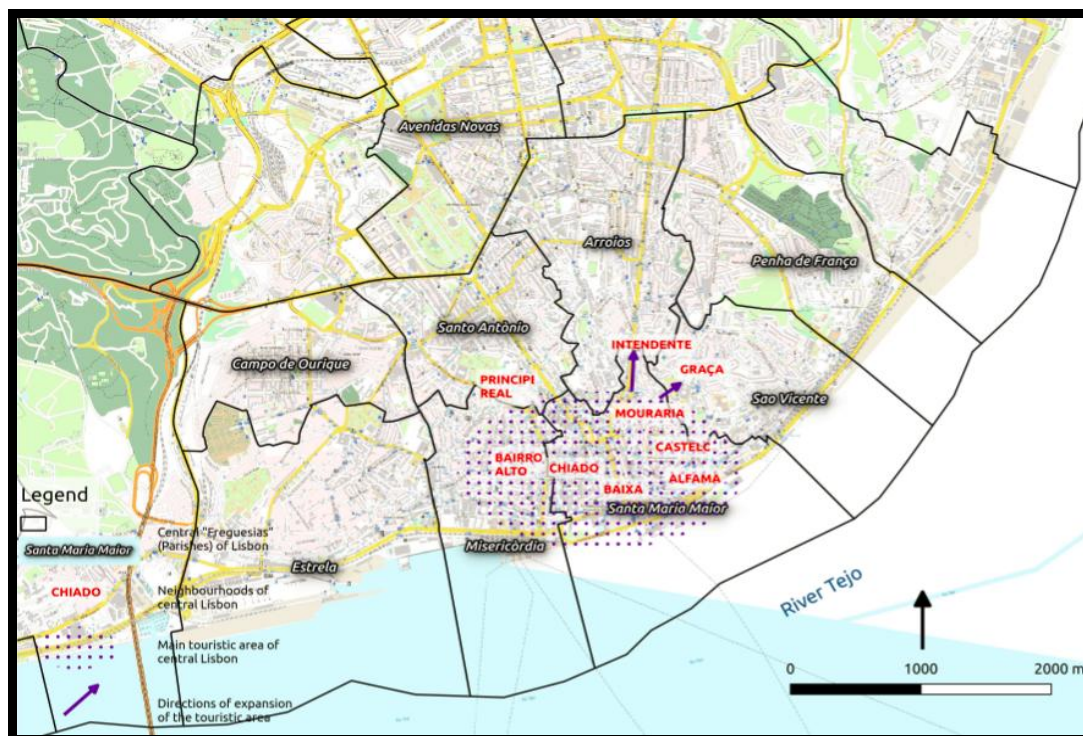 Avenidas Novas
Arroios
Penha de França
Santo António
INTENDENTE
Campo de Ourique
GRAÇA
PRINCIPI
REAL
Sao Vicente
MOURARIA
CASTELC
BAIRRO
ALTO
CHIADO
ALFAMA
BAIXA
Santa Maria Maior
Misericórdia
Estrela
River Tejo
Legend
Central "Freguesias"
(Parishes) of Lisbon
Santa Maria Maior
CHIADO
Neighbourhoods of
central Lisbon
Main touristic area of
central Lisbon
Directions of expansion
of the touristic area
0 1000 2000 m